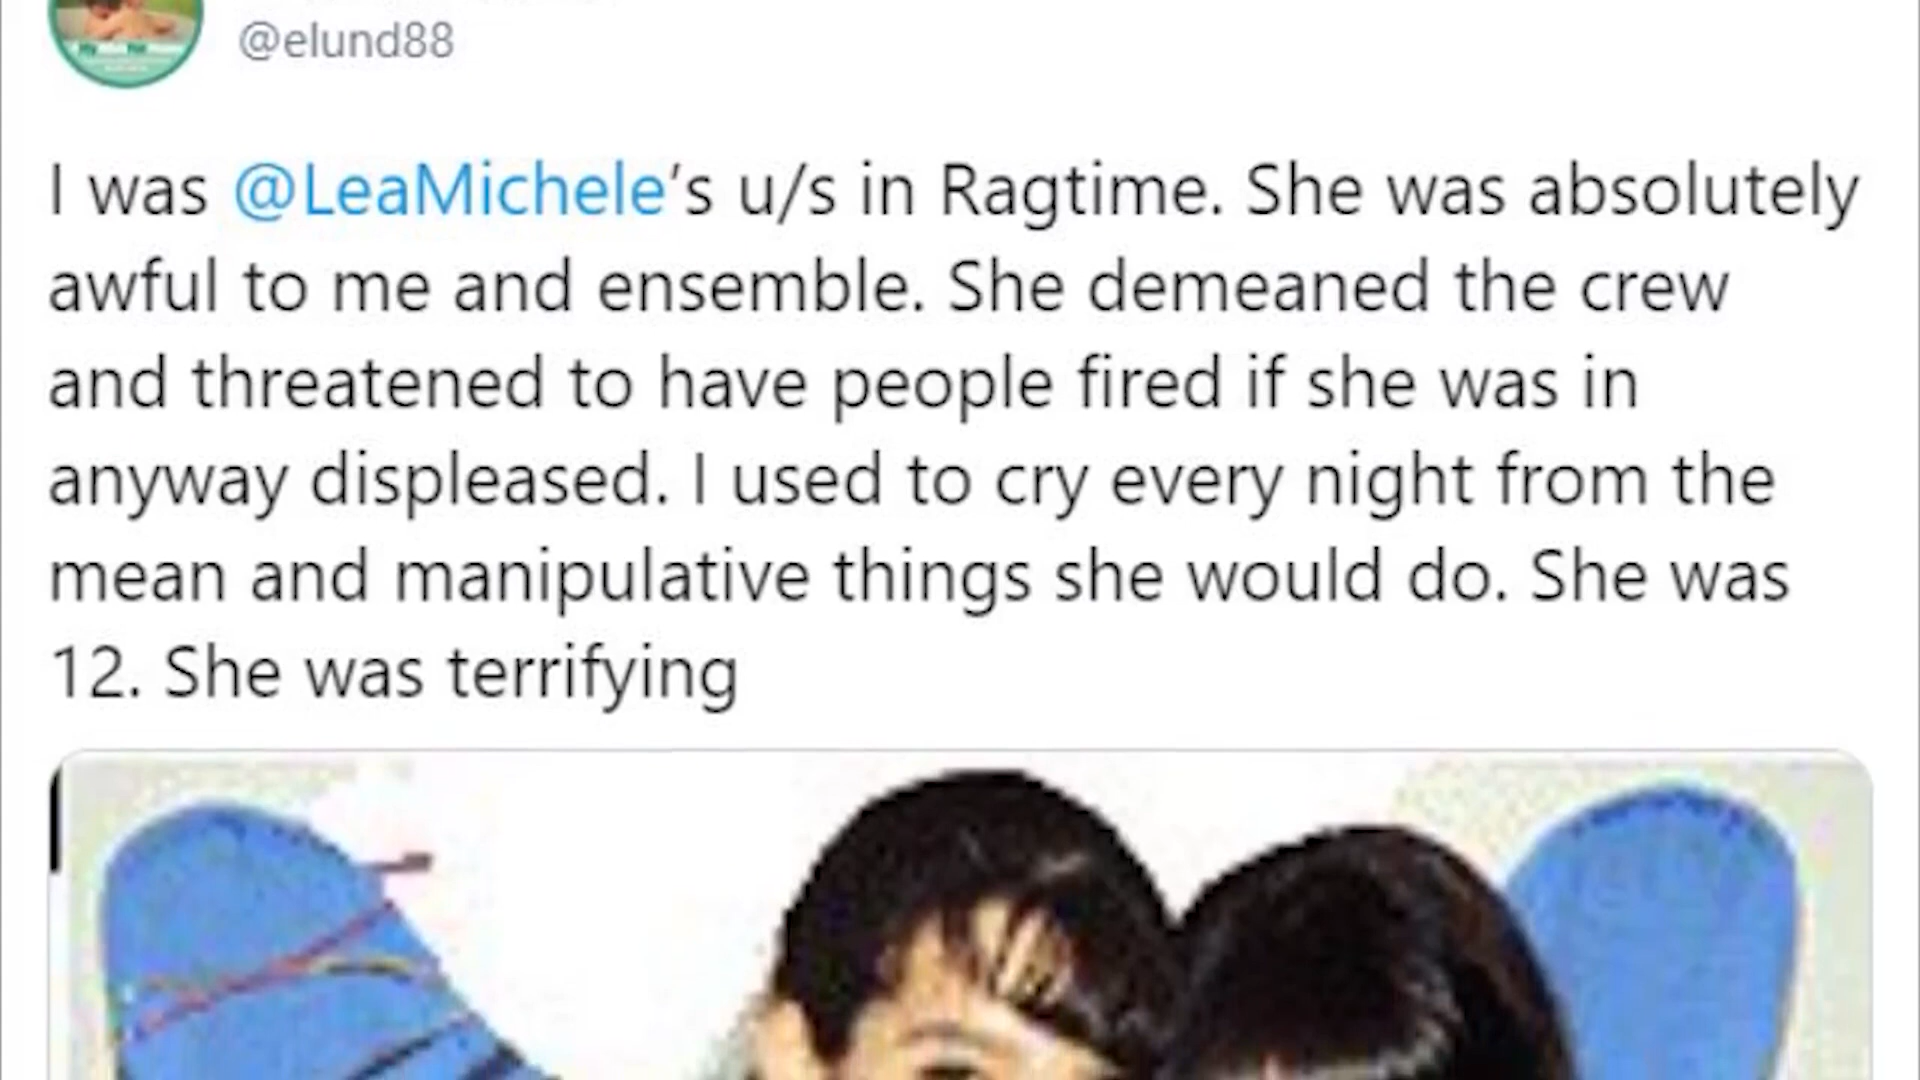 @elund88
I was @LeaMichele's u/s in Ragtime. She was absolutely
awful to me and ensemble. She demeaned the crew
and threatened to have people fired if she was in
anyway displeased. I used to cry every night from the
mean and manipulative things she would do. She was
12. She was terrifying